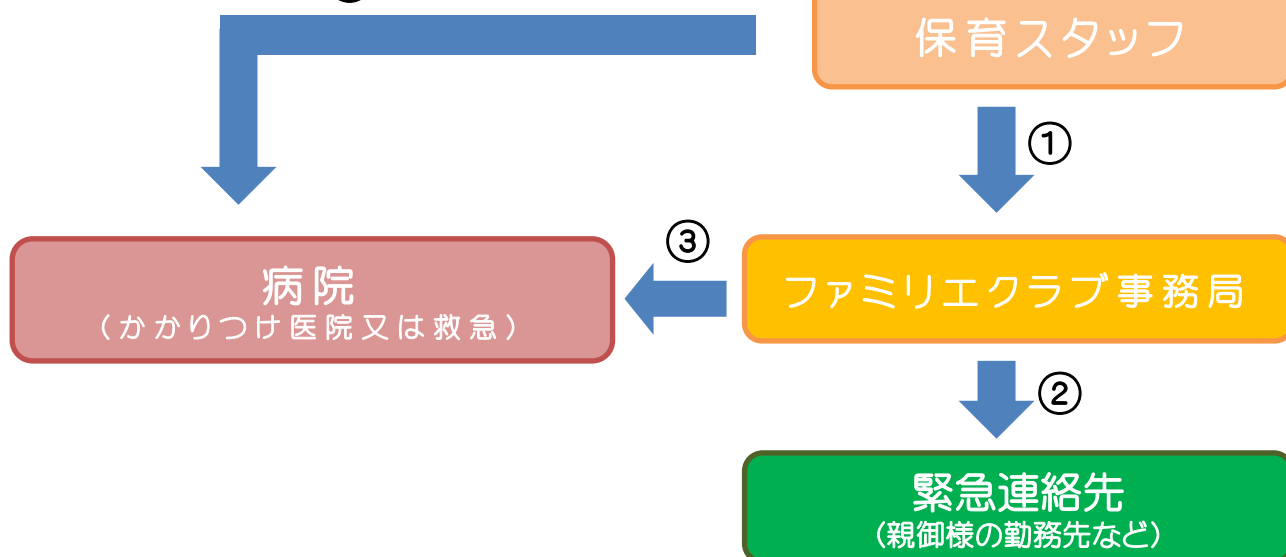 保育スタッフ
①
③
病院
(かかりつけ医院又は救急)
ファミリエクラブ事務局
②
緊急連絡先
(親御様の勤務先など)